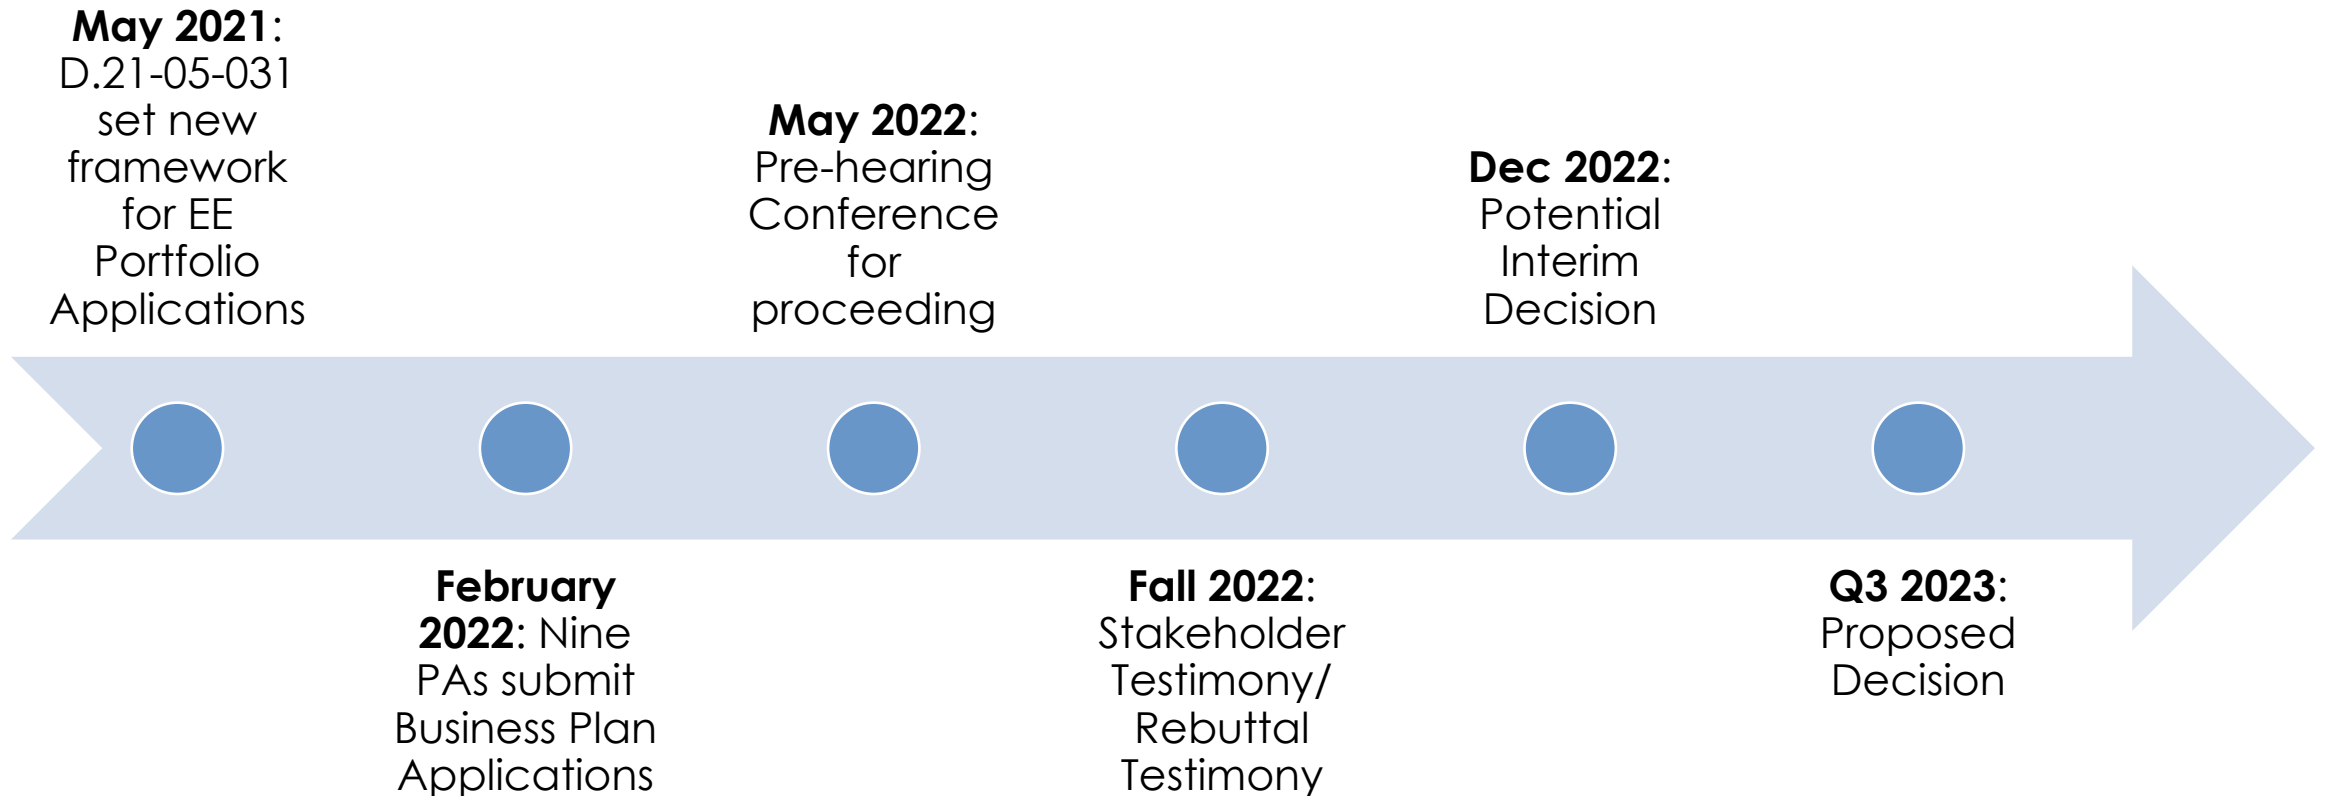 May 2021:
D.21-05-031
set new
framework
for EE
Portfolio
Applications
February
2022: Nine
PAs submit
Business Plan
Applications
May 2022:
Pre-hearing
Conference
for
proceeding
Fall 2022:
Stakeholder
Testimony/
Rebuttal
Testimony
Dec 2022:
Potential
Interim
Decision
Q3 2023:
Proposed
Decision